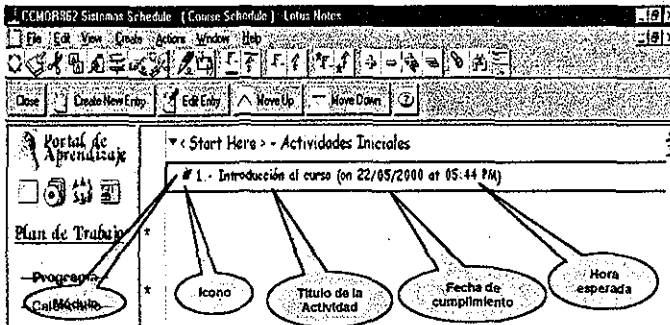 CCMOR862 Sistemas Schedule (Course Schedule) - Lotus Notes
File Edit View Create Actions Window Help
Close Create New Entry Edit Entry Move Up Move Down
Portal de
Aprendizaje
Start Here > - Actividades Iniciales
1.- Introducción al curso (on 22/05/2000 at 05:44 PM)
Plan de Trabajo
Programa
Módulo
Icono
Título de la
Actividad
Fecha de
cumplimiento
Hora
esperada